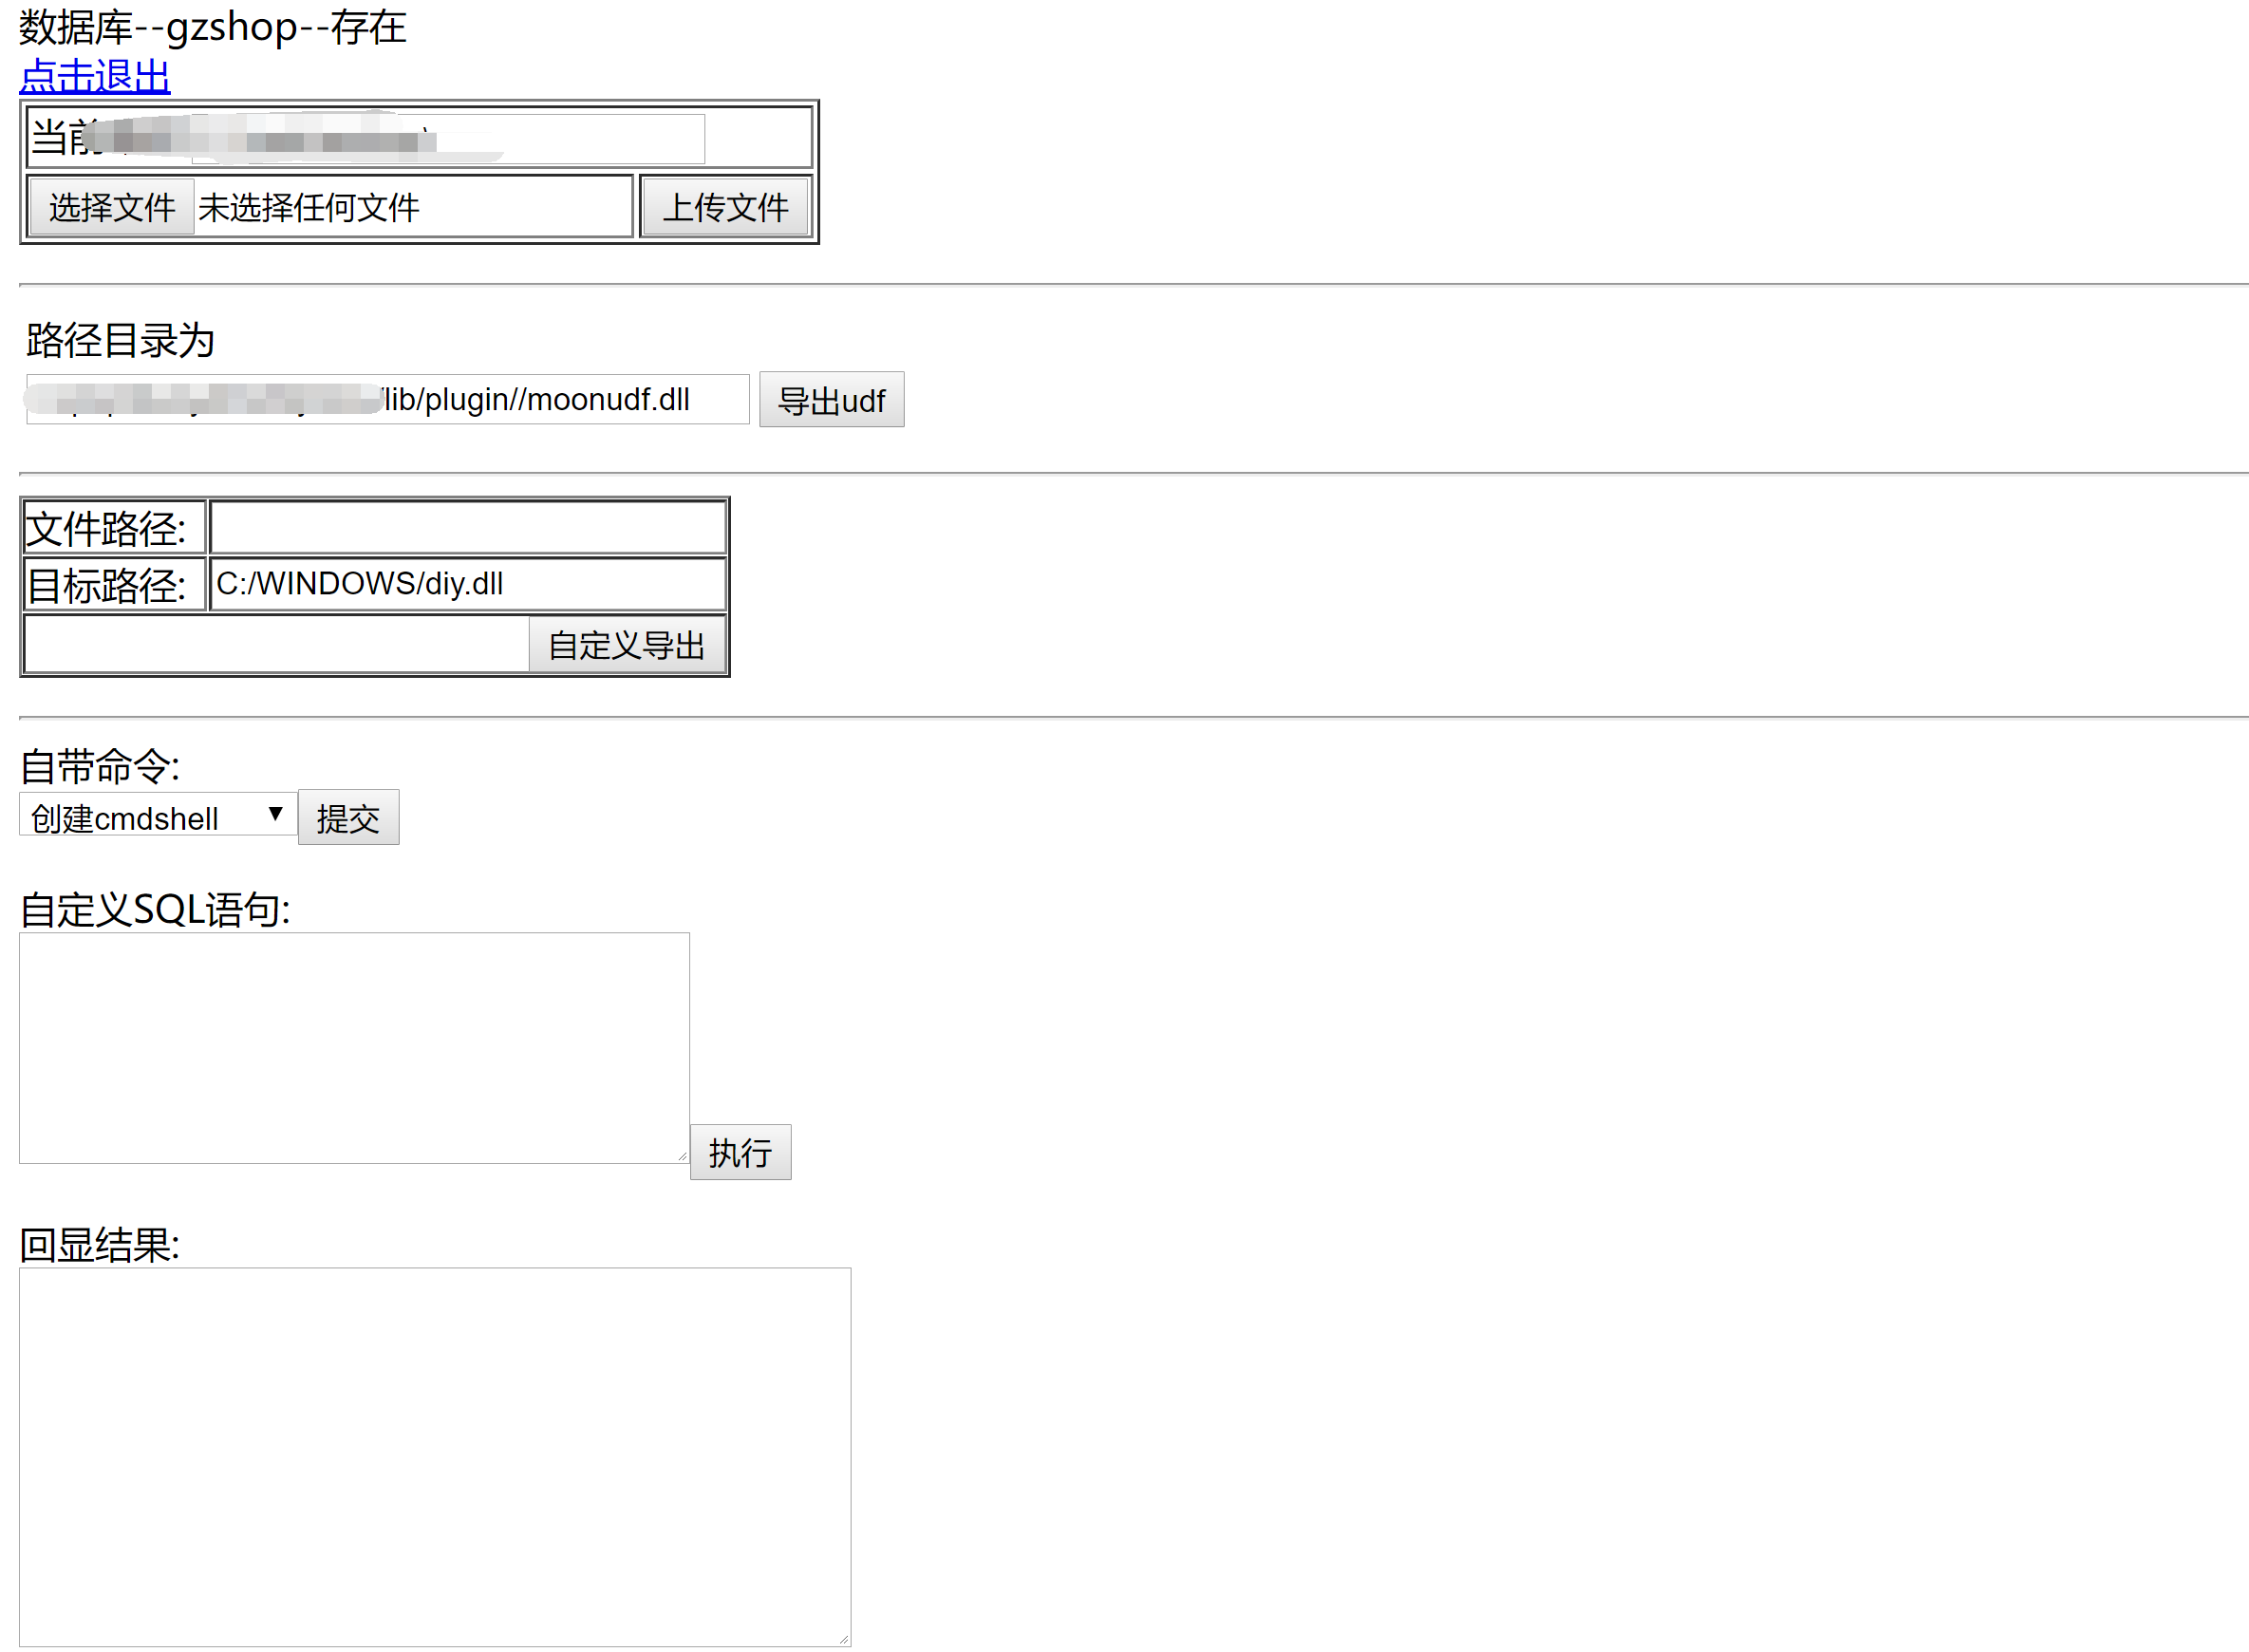 数据库--gzshop--存在
点击退出
当前
选择文件 未选择任何文件 上传文件
路径目录为
/lib/plugin//moonudf.dll 导出udf
文件路径:
目标路径: C:/WINDOWS/diy.dll
自定义导出
自带命令:
创建cmdshell 提交
自定义SQL语句:
执行
回显结果: